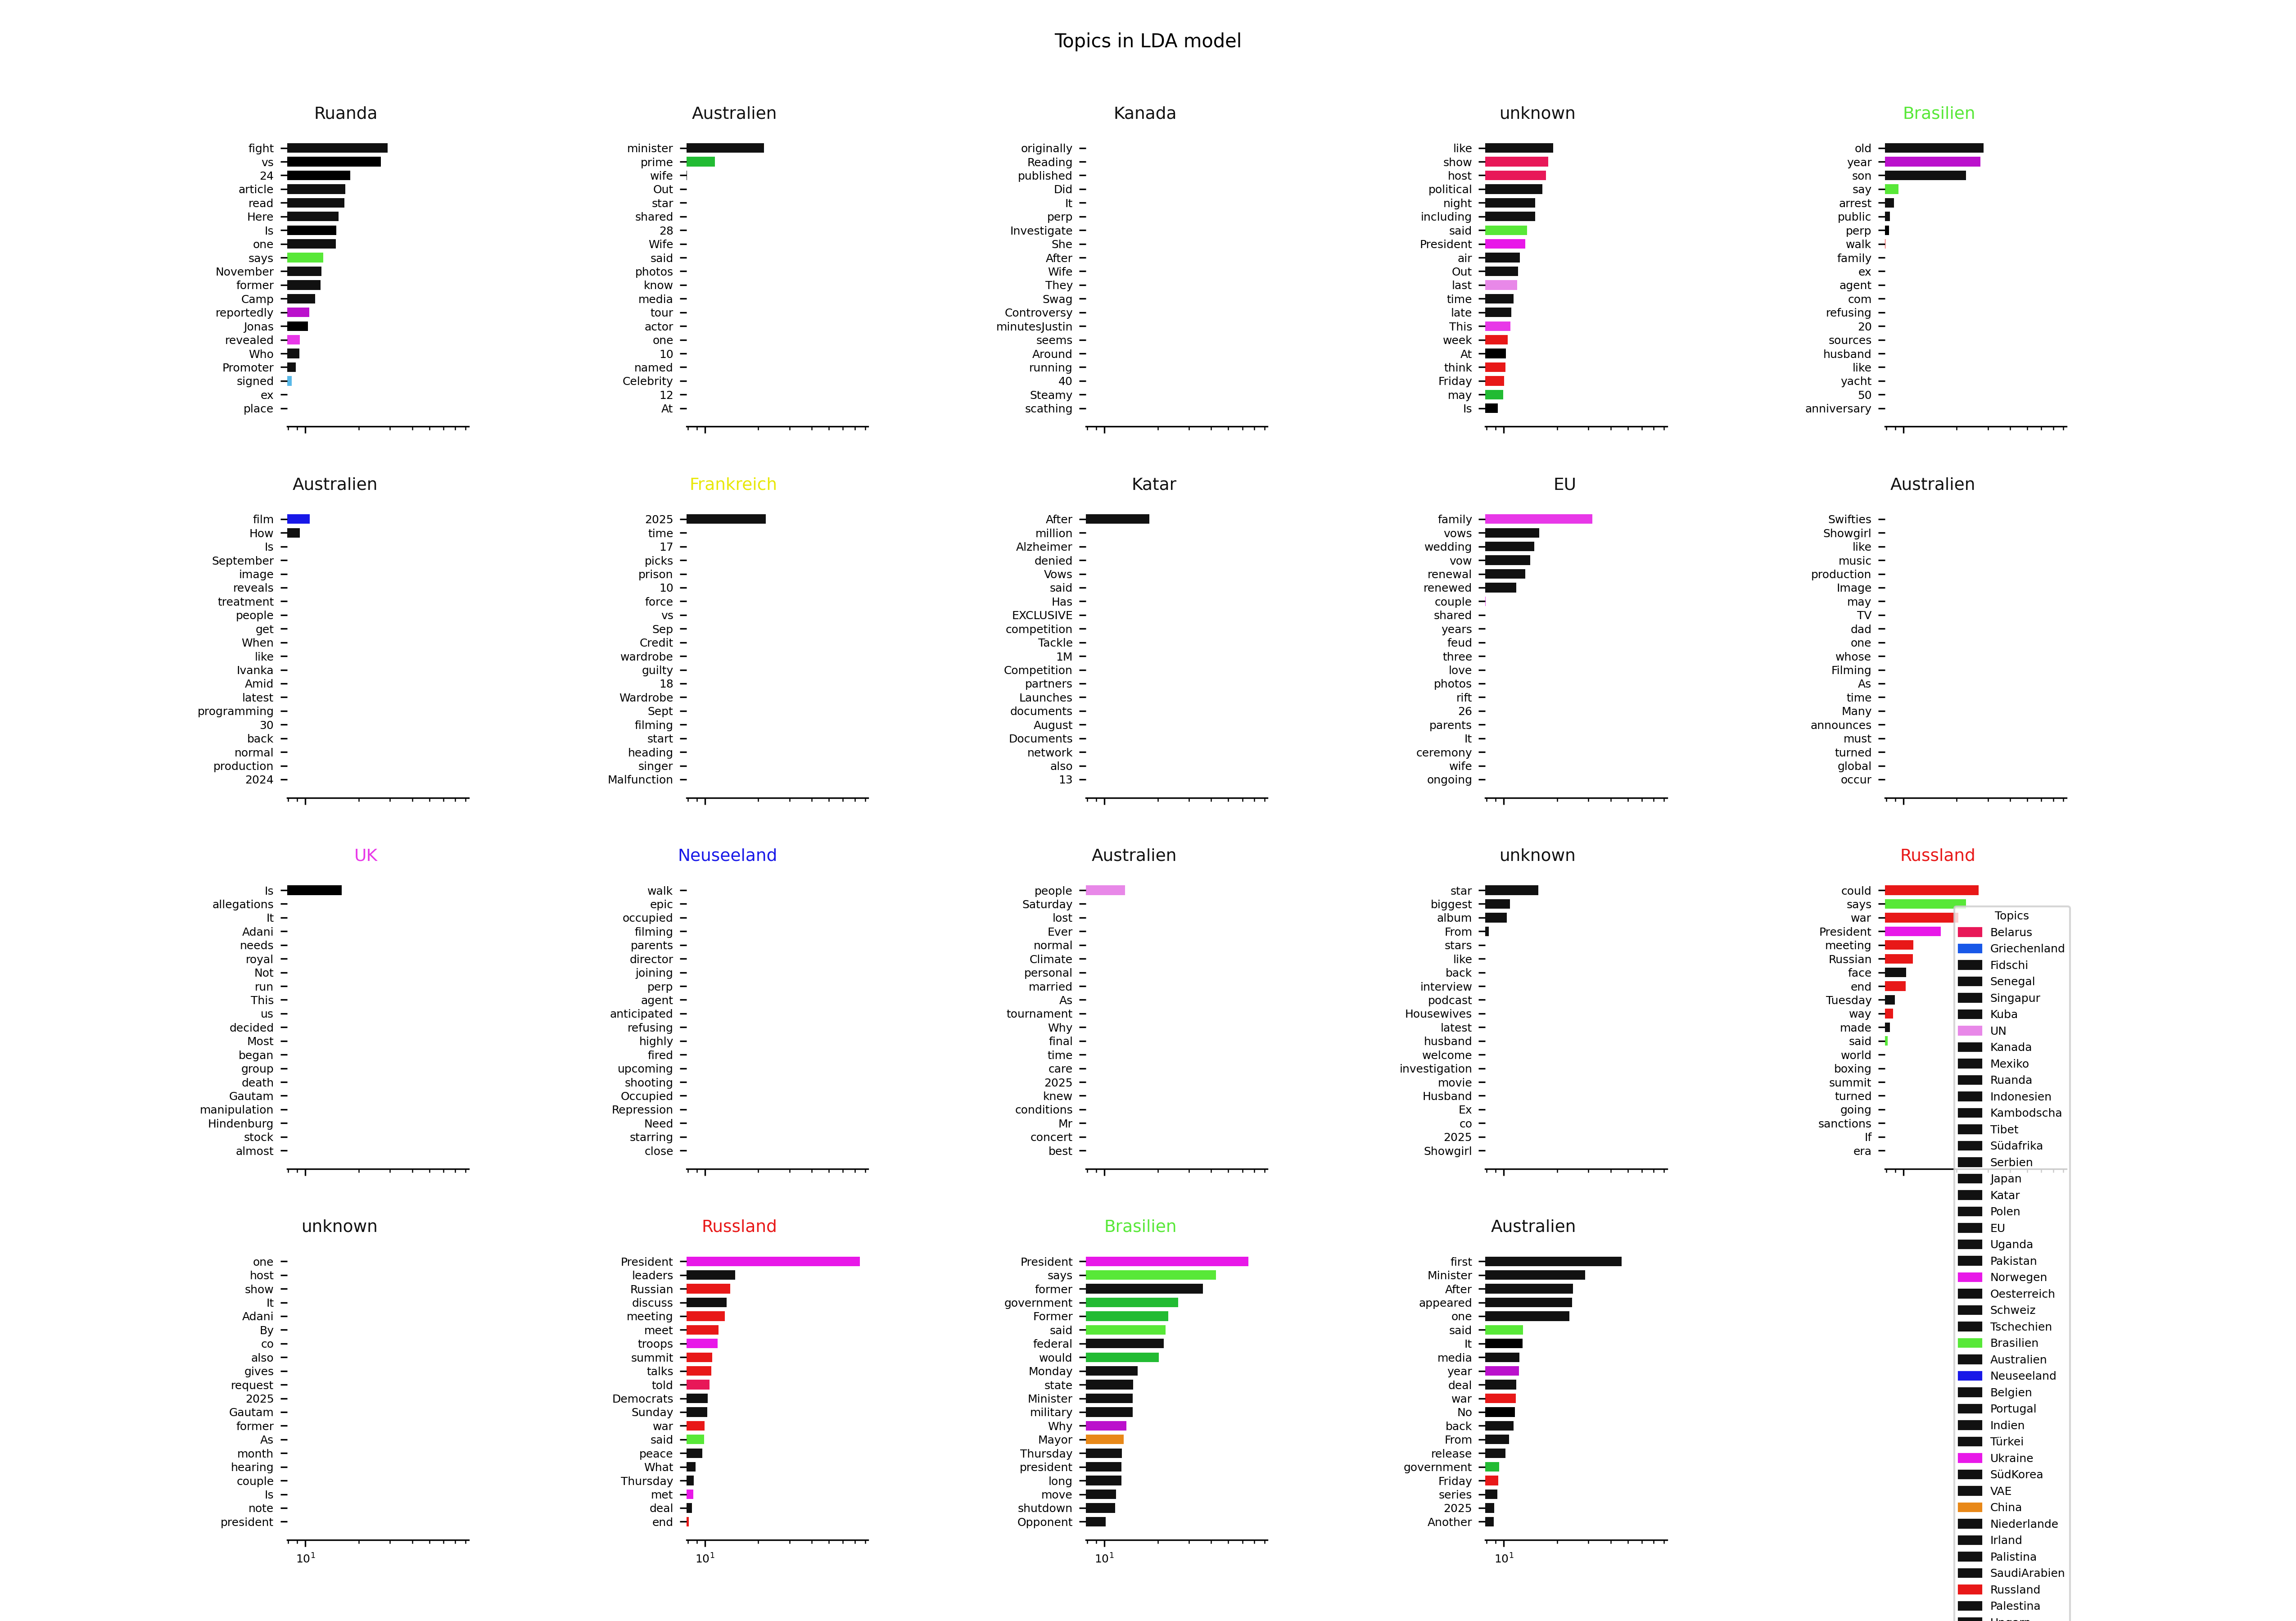 Topics in LDA model
Ruanda
fight
vs
24
article
read
Here
Is
one
says
November
former
Camp
reportedly
Jonas
revealed
Who
Promoter
signed
ex
place
Australien
minister
prime
wife
Out
star
shared
28
Wife
said
photos
know
media
tour
actor
one
10
named
Celebrity
12
At
Kanada
originally
Reading
published
Did
It
perp
Investigate
She
After
Wife
They
Swag
Controversy
minutesJustin
seems
Around
running
40
Steamy
scathing
unknown
like
show
host
political
night
including
said
President
air
Out
last
time
late
This
week
At
think
Friday
may
Is
Brasilien
old
year
son
say
arrest
public
perp
walk
family
ex
agent
com
refusing
20
sources
husband
like
yacht
50
anniversary
Australien
film
How
Is
September
image
reveals
treatment
people
get
When
like
Ivanka
Amid
latest
programming
30
back
normal
production
2024
Frankreich
2025
time
17
picks
prison
10
force
vs
Sep
Credit
wardrobe
guilty
18
Wardrobe
Sept
filming
start
heading
singer
Malfunction
Katar
After
million
Alzheimer
denied
Vows
said
Has
EXCLUSIVE
competition
Tackle
1M
Competition
partners
Launches
documents
August
Documents
network
also
13
EU
family
vows
wedding
vow
renewal
renewed
couple
shared
years
feud
three
love
photos
rift
26
parents
It
ceremony
wife
ongoing
Australien
Swifties
Showgirl
like
music
production
Image
may
TV
dad
one
whose
Filming
As
time
Many
announces
must
turned
global
occur
UK
Is
allegations
It
Adani
needs
royal
Not
run
This
us
decided
Most
began
group
death
Gautam
manipulation
Hindenburg
stock
almost
Neuseeland
walk
epic
occupied
filming
parents
director
joining
perp
agent
anticipated
refusing
highly
fired
upcoming
shooting
Occupied
Repression
Need
starring
close
Australien
people
Saturday
lost
Ever
normal
Climate
personal
married
As
tournament
Why
final
time
care
2025
knew
conditions
Mr
concert
best
unknown
star
biggest
album
From
stars
like
back
interview
podcast
Housewives
latest
husband
welcome
investigation
movie
Husband
Ex
co
2025
Showgirl
Russland
could
says
war
President
meeting
Russian
face
end
Tuesday
way
made
said
world
boxing
summit
turned
going
sanctions
If
era
unknown
one
host
show
It
Adani
By
co
also
gives
request
2025
Gautam
former
As
month
hearing
couple
Is
note
president
10¹
Russland
President
leaders
Russian
discuss
meeting
meet
troops
summit
talks
told
Democrats
Sunday
war
said
peace
What
Thursday
met
deal
end
10¹
Brasilien
President
says
former
government
Former
said
federal
would
Monday
state
Minister
military
Why
Mayor
Thursday
president
long
move
shutdown
Opponent
10¹
Australien
first
Minister
After
appeared
one
said
It
media
year
deal
war
No
back
From
release
government
Friday
series
2025
Another
10¹
Topics
Belarus
Griechenland
Fidschi
Senegal
Singapur
Kuba
UN
Kanada
Mexiko
Ruanda
Indonesien
Kambodscha
Tibet
Südafrika
Serbien
Japan
Katar
Polen
EU
Uganda
Pakistan
Norwegen
Oesterreich
Schweiz
Tschechien
Brasilien
Australien
Neuseeland
Belgien
Portugal
Indien
Türkei
Ukraine
SüdKorea
VAE
China
Niederlande
Irland
Palistina
SaudiArabien
Russland
Palestina